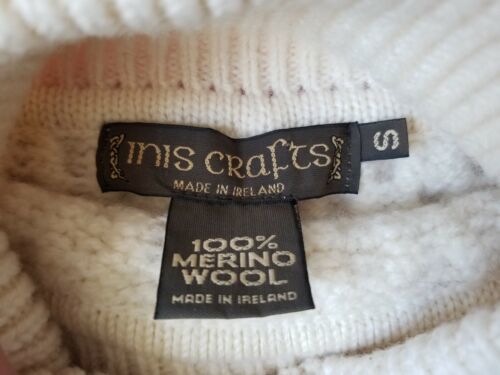 INIS CRAFTS
MADE IN IRELAND
S
100%
MERINO
WOOL
MADE IN IRELAND